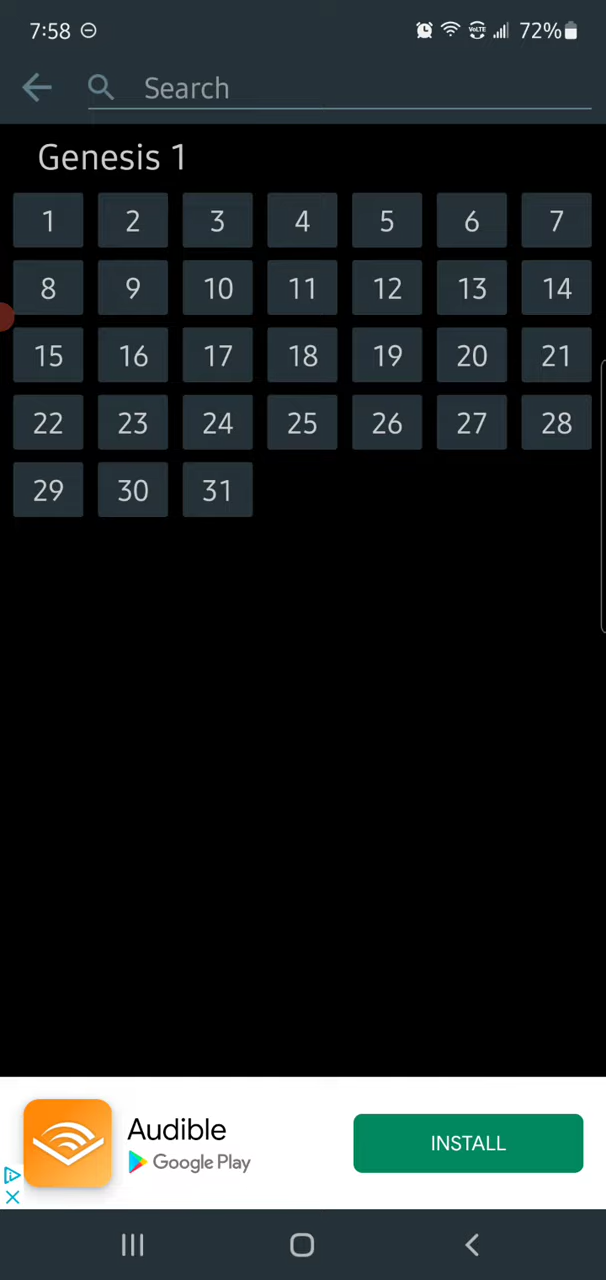 7:58 VoLTE 72%
Search
Genesis 1
1 2 3 4 5 6 7
8 9 10 11 12 13 14
15 16 17 18 19 20 21
22 23 24 25 26 27 28
29 30 31
Audible
Google Play
INSTALL